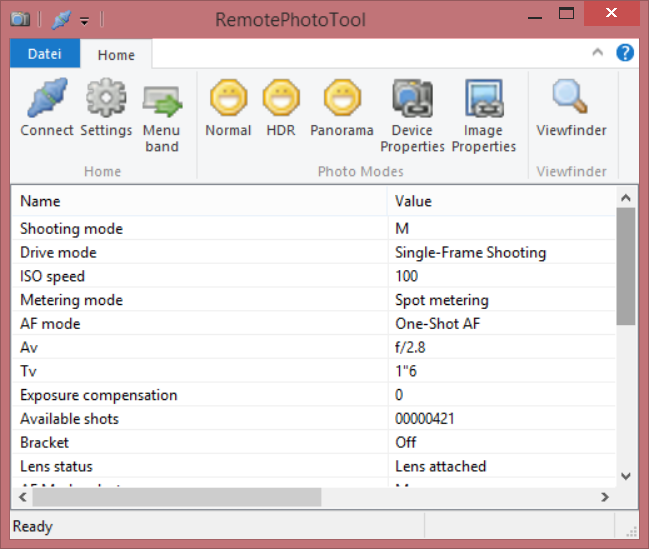 RemotePhotoTool
Datei Home
Connect Settings Menu band Normal HDR Panorama Device Properties Image Properties Viewfinder
Home Photo Modes Viewfinder
Name Value
Shooting mode M
Drive mode Single-Frame Shooting
ISO speed 100
Metering mode Spot metering
AF mode One-Shot AF
Av f/2.8
Tv 1"6
Exposure compensation 0
Available shots 00000421
Bracket Off
Lens status Lens attached
Ready